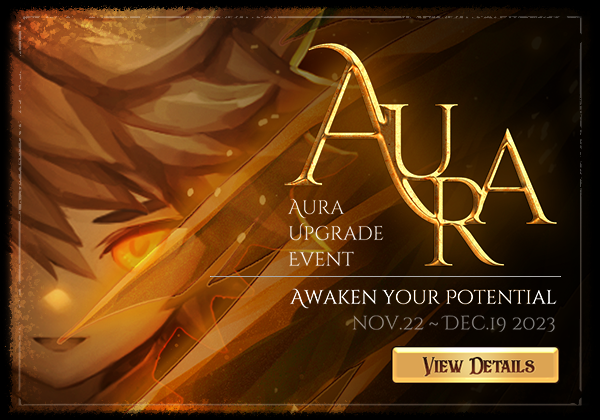 AURA
AURA
UPGRADE
EVENT
AWAKEN YOUR POTENTIAL
NOV.22 ~ DEC.19 2023
VIEW DETAILS